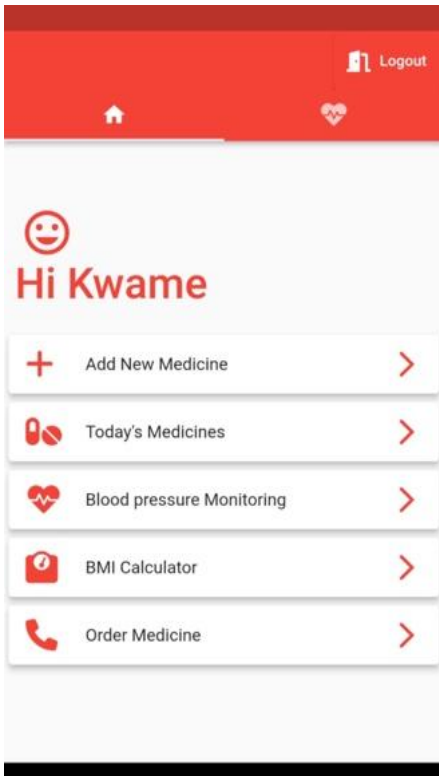 Logout
Hi Kwame
Add New Medicine
Today's Medicines
Blood pressure Monitoring
BMI Calculator
Order Medicine